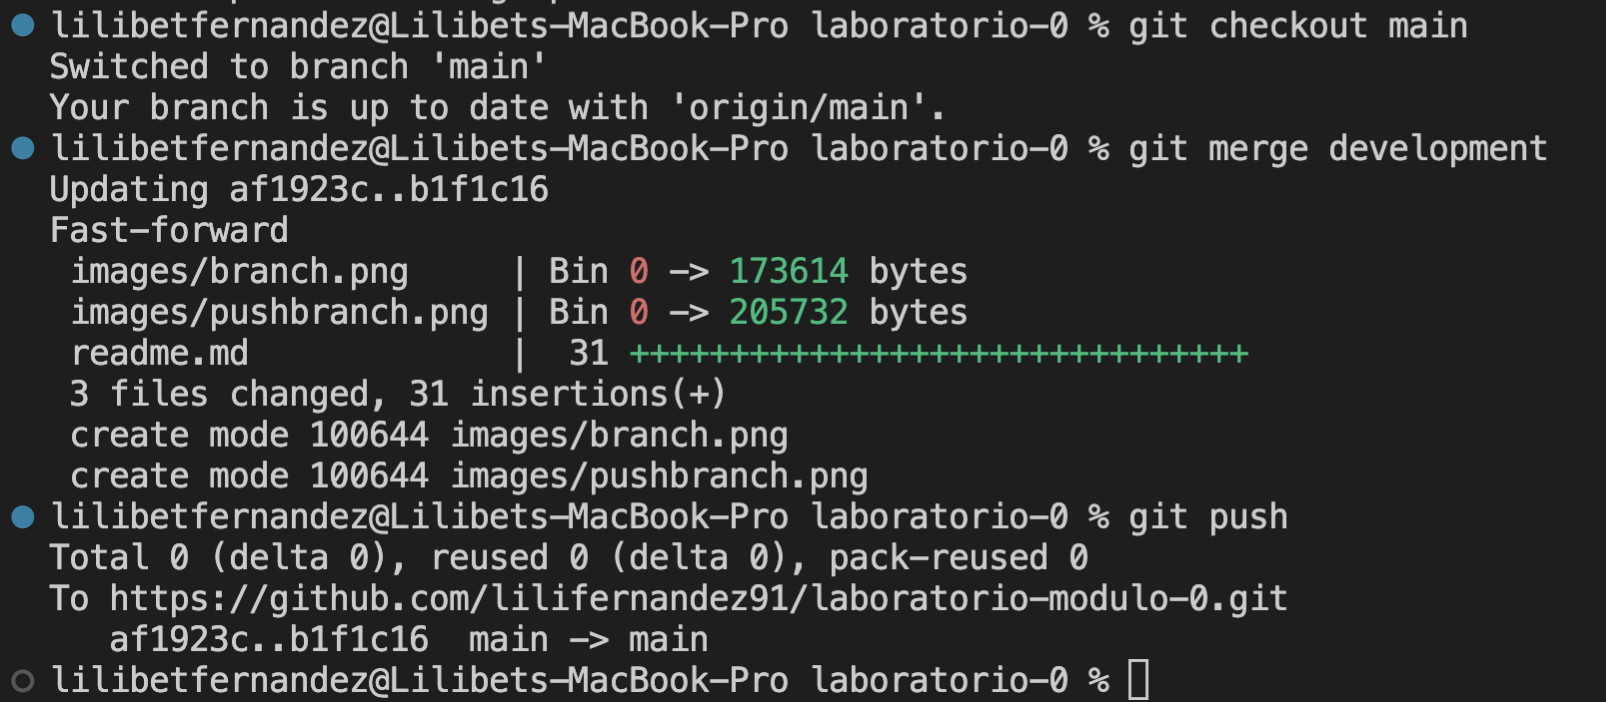 lilibetfernandez@Lilibets-MacBook-Pro laboratorio-0 % git checkout main
Switched to branch 'main'
Your branch is up to date with 'origin/main'.
lilibetfernandez@Lilibets-MacBook-Pro laboratorio-0 % git merge development
Updating af1923c..b1f1c16
Fast-forward
 images/branch.png     | Bin 0 -> 173614 bytes
 images/pushbranch.png | Bin 0 -> 205732 bytes
 readme.md             |  31 +++++++++++++++++++++++++++++++
 3 files changed, 31 insertions(+)
 create mode 100644 images/branch.png
 create mode 100644 images/pushbranch.png
lilibetfernandez@Lilibets-MacBook-Pro laboratorio-0 % git push
Total 0 (delta 0), reused 0 (delta 0), pack-reused 0
To https://github.com/lilifernandez91/laboratorio-modulo-0.git
   af1923c..b1f1c16  main -> main
lilibetfernandez@Lilibets-MacBook-Pro laboratorio-0 %